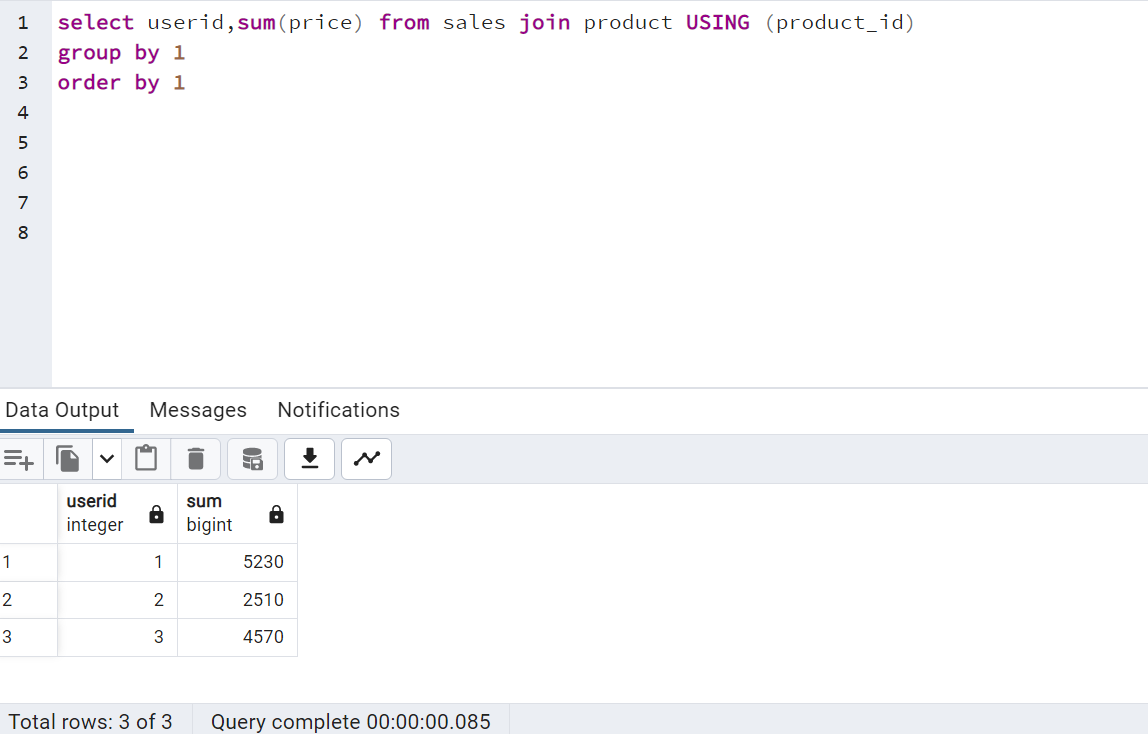 1 select userid,sum(price) from sales join product USING (product_id)
2 group by 1
3 order by 1
4
5
6
7
8
Data Output Messages Notifications
userid sum
integer bigint
1 1 5230
2 2 2510
3 3 4570
Total rows: 3 of 3 Query complete 00:00:00.085